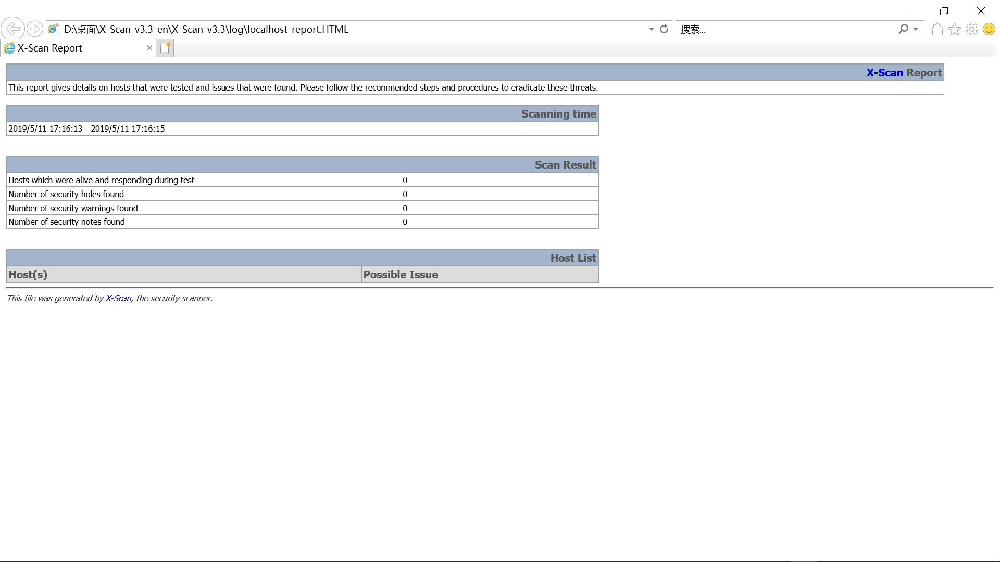 D:\桌面\X-Scan-v3.3-en\X-Scan-v3.3\log\localhost_report.HTML
搜索...
X-Scan Report
X-Scan Report
This report gives details on hosts that were tested and issues that were found. Please follow the recommended steps and procedures to eradicate these threats.
Scanning time
2019/5/11 17:16:13 - 2019/5/11 17:16:15
Scan Result
Hosts which were alive and responding during test 0
Number of security holes found 0
Number of security warnings found 0
Number of security notes found 0
Host List
Host(s) Possible Issue
This file was generated by X-Scan, the security scanner.